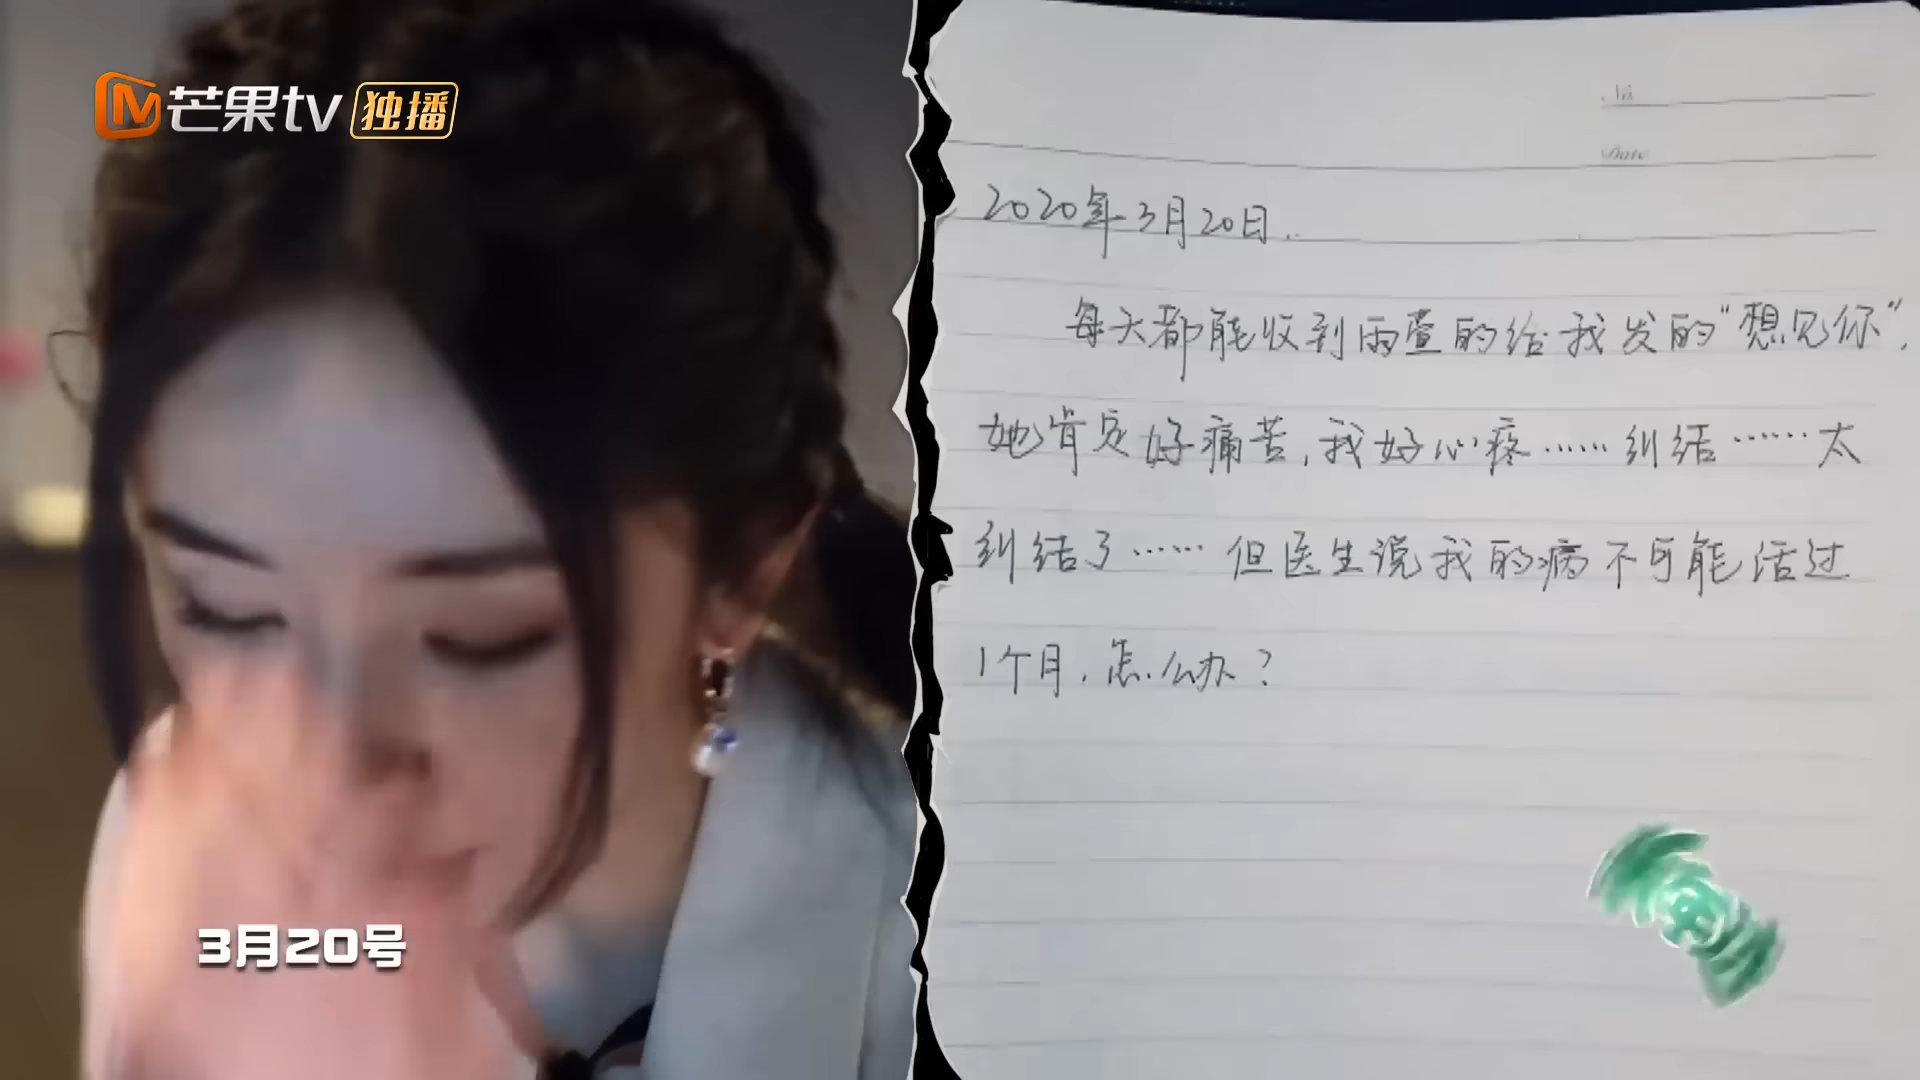 芒果tv 独播
No
Date
2020年3月20日.
每天都能收到雨萱的给我发的“想见你”,
她肯定好痛苦,我好心疼……纠结……太
纠结了……但医生说我的病不可能活过
1个月,怎么办?
3月20号